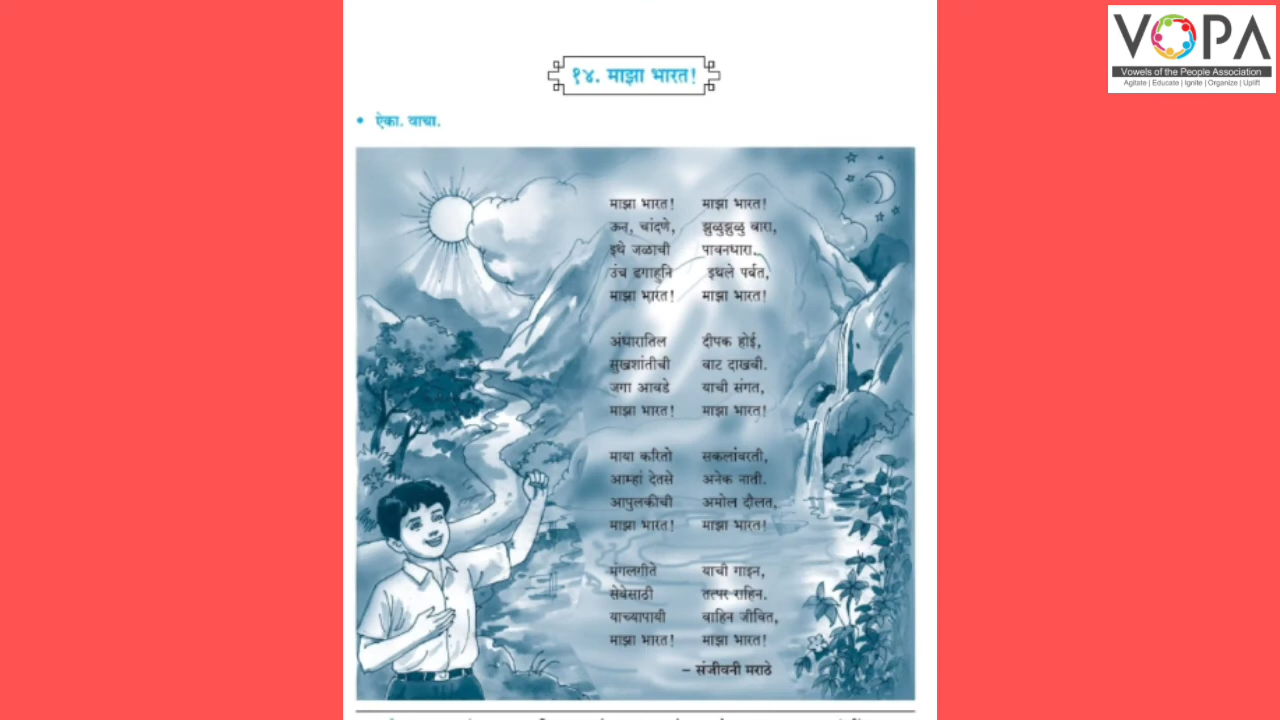 VOPA
Vowels of the People Association
Agitate | Educate | Ignite | Organize | Uplift
१४. माझा भारत!
• ऐका. वाचा.
माझा भारत! माझा भारत!
ऊन, चांदणे, झुळुझुळु वारा,
इथे जळाची पावनधारा..
उंच ढगाहुनि इथले पर्वत,
माझा भारत! माझा भारत!
अंधारातिल दीपक होई,
सुखशांतीची वाट दाखवी.
जगा आवडे याची संगत,
माझा भारत! माझा भारत!
माया करितो सकलांवरती,
आम्हां देतसे अनेक नाती.
आपुलकीची अमोल दौलत,
माझा भारत! माझा भारत!
मंगलगीते याची गाइन,
सेवेसाठी तत्पर राहिन.
याच्यापायी वाहिन जीवित,
माझा भारत! माझा भारत!
– संजीवनी मराठे